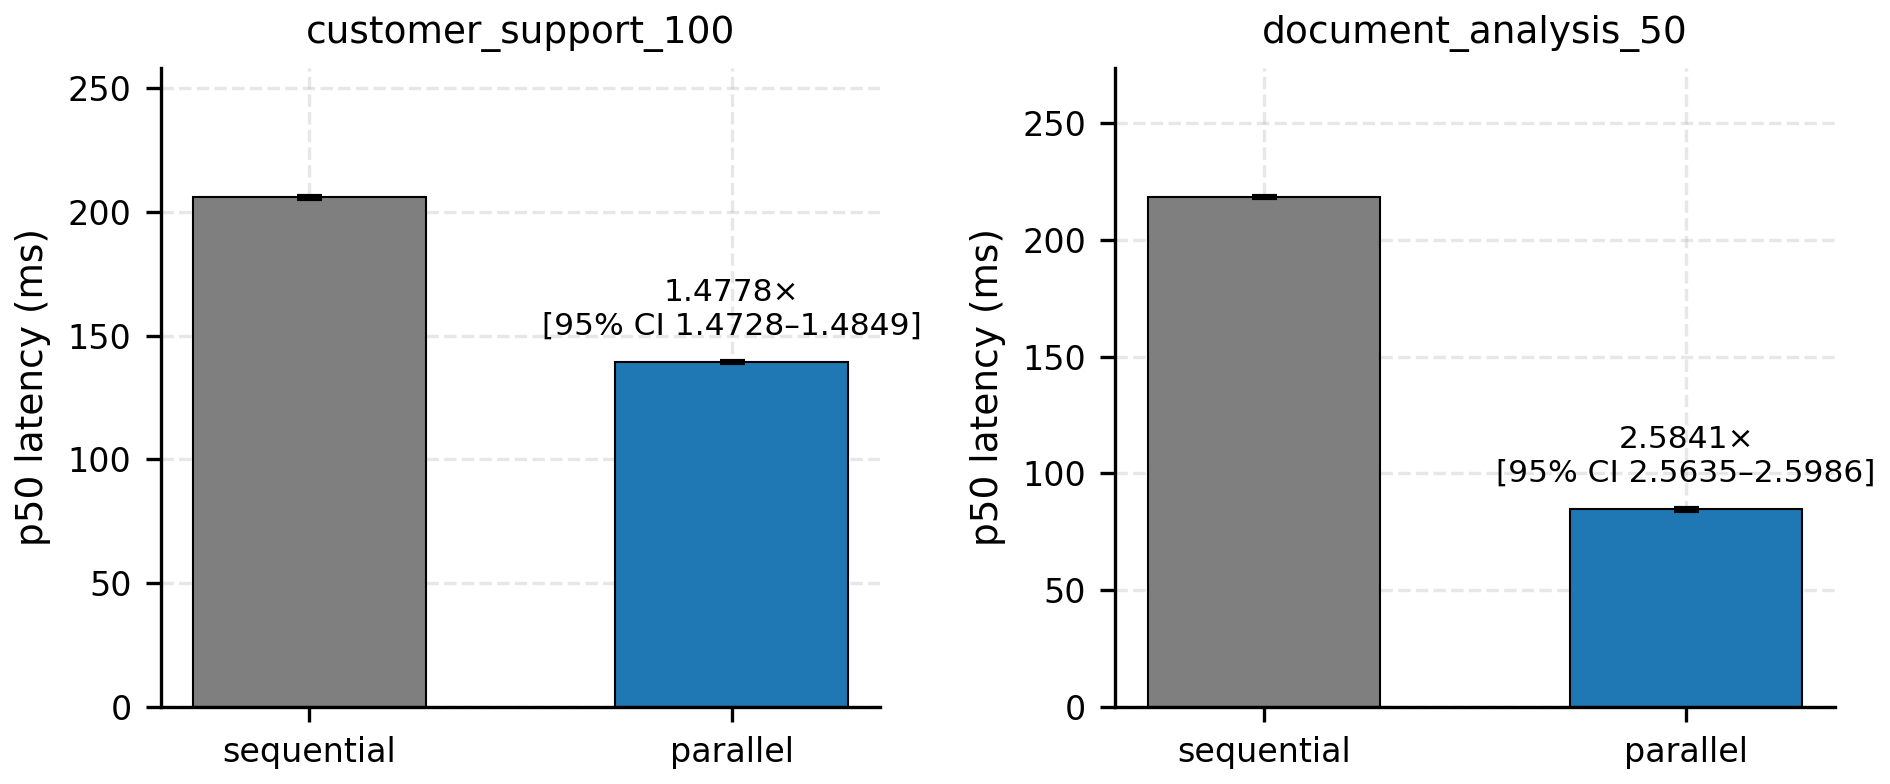 customer_support_100
p50 latency (ms)
250
200
150
100
50
0
1.4778×
[95% CI 1.4728–1.4849]
sequential
parallel
document_analysis_50
p50 latency (ms)
250
200
150
100
50
0
2.5841×
[95% CI 2.5635–2.5986]
sequential
parallel